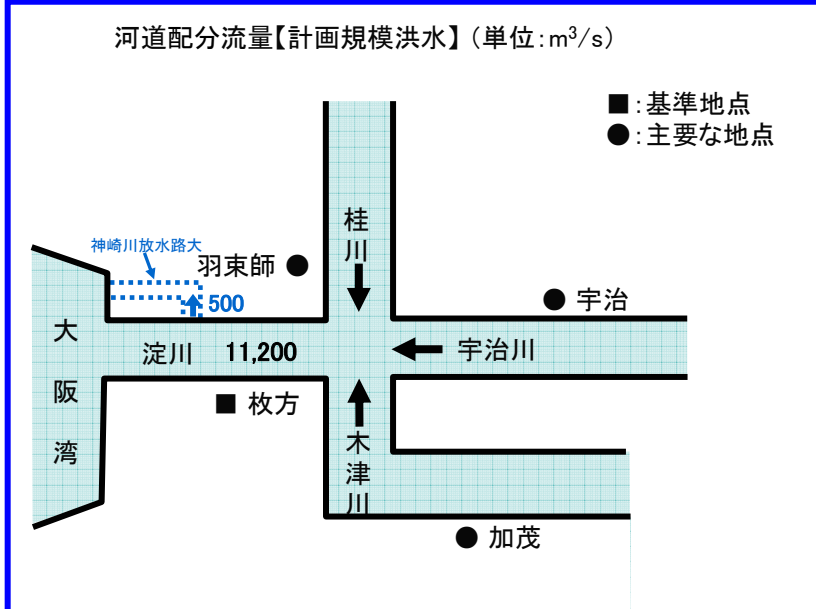 河道配分流量【計画規模洪水】（単位:m³/s）
■:基準地点
●:主要な地点
桂川
神崎川放水路大
羽束師 ●
500
● 宇治
大阪湾
淀川 11,200
宇治川
■ 枚方
木津川
● 加茂